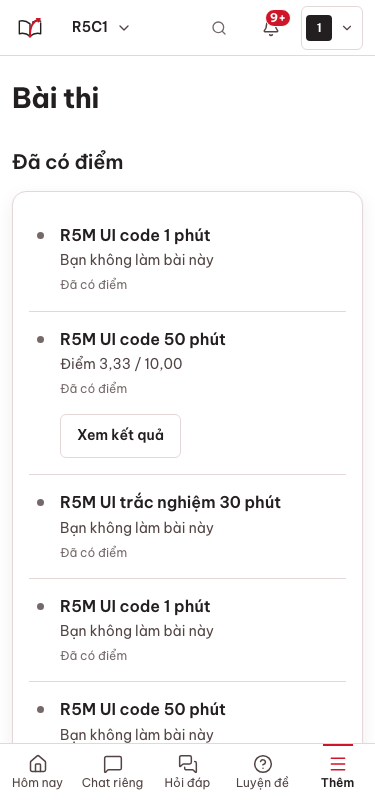 R5C1
9+
1
Bài thi
Đã có điểm
R5M UI code 1 phút
Bạn không làm bài này
Đã có điểm
R5M UI code 50 phút
Điểm 3,33 / 10,00
Đã có điểm
Xem kết quả
R5M UI trắc nghiệm 30 phút
Bạn không làm bài này
Đã có điểm
R5M UI code 1 phút
Bạn không làm bài này
Đã có điểm
R5M UI code 50 phút
Bạn không làm bài này
Hôm nay
Chat riêng
Hỏi đáp
Luyện đề
Thêm